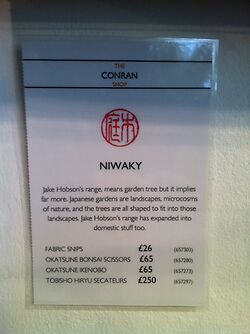 THE
CONRAN
SHOP
庭木
NIWAKY
Jake Hobson's range, means garden tree but it implies
far more. Japanese gardens are landscapes, microcosms
of nature, and the trees are all shaped to fit into those
landscapes. Jake Hobson's range has expanded into
domestic stuff too.
FABRIC SNIPS £26 (657303)
OKATSUNE BONSAI SCISSORS £65 (657280)
OKATSUNE IKENOBO £65 (657273)
TOBISHO HIRYU SECATEURS £250 (657297)